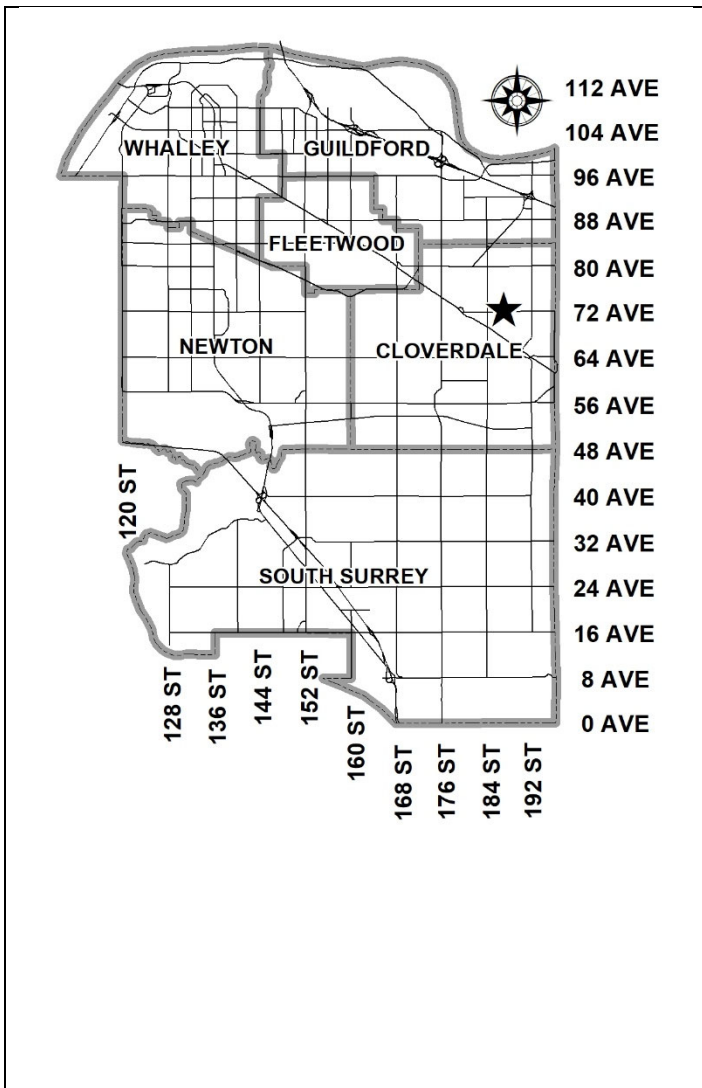 112 AVE
104 AVE
WHALLEY
GUILDFORD
96 AVE
88 AVE
FLEETWOOD
80 AVE
72 AVE
NEWTON
CLOVERDALE
64 AVE
56 AVE
48 AVE
120 ST
40 AVE
32 AVE
SOUTH SURREY
24 AVE
16 AVE
8 AVE
0 AVE
128 ST
136 ST
144 ST
152 ST
160 ST
168 ST
176 ST
184 ST
192 ST